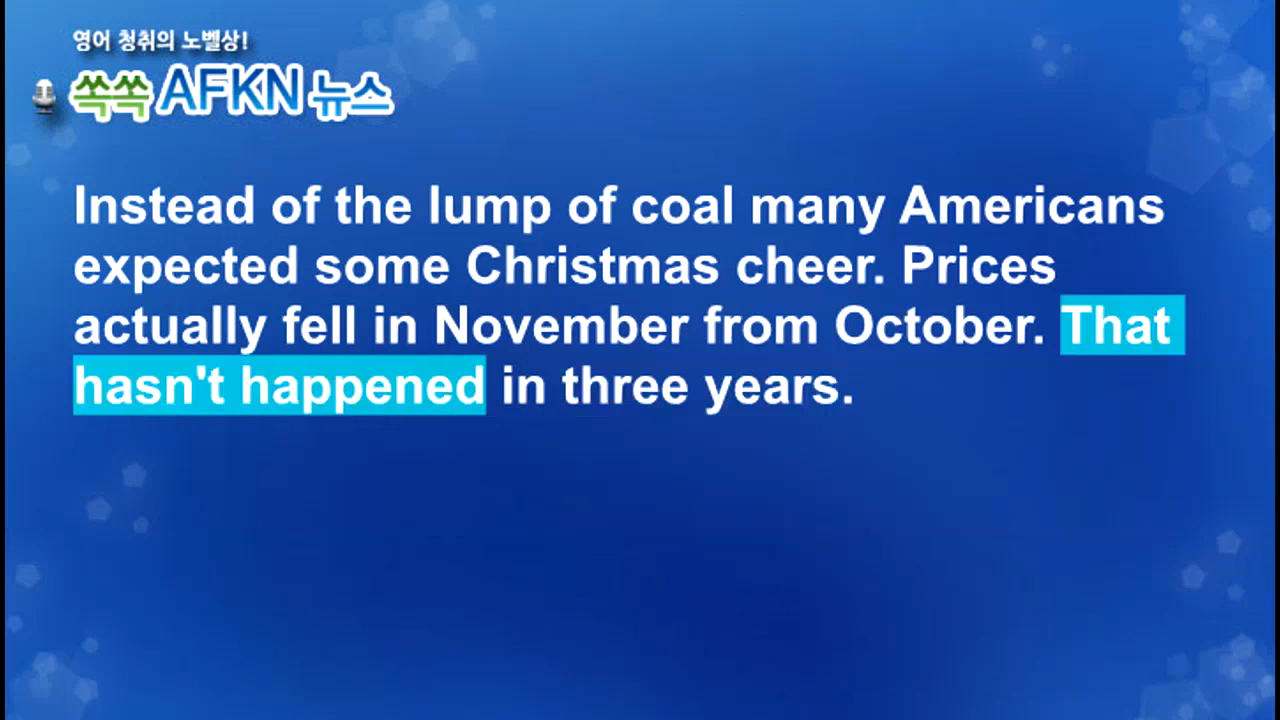 영어 청취의 노벨상!
쏙쏙 AFKN 뉴스
Instead of the lump of coal many Americans
expected some Christmas cheer. Prices
actually fell in November from October. That
hasn't happened in three years.